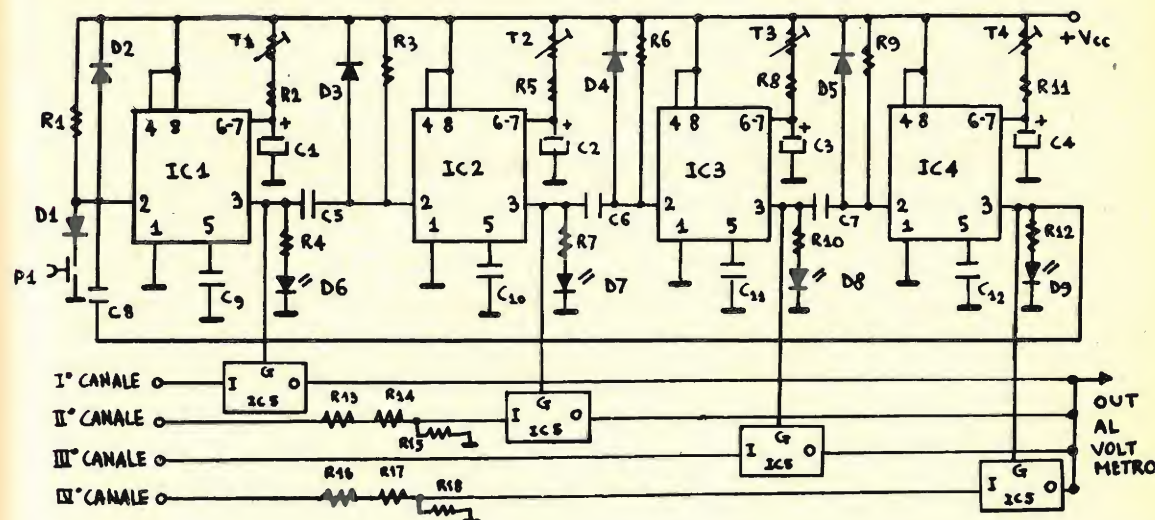 D2
T1
R3
T2
R6
T3
R9
T4
+Vcc
R1
R2
D3
R5
D4
R8
D5
R11
4 8 6-7
+
C1
4 8 6-7
+
C2
4 8 6-7
+
C3
4 8 6-7
+
C4
IC1
IC2
IC3
IC4
D1
2 3
C5
2 3
C6
2 3
C7
2 3
P1
1 5
R4
1 5
R7
1 5
R10
1 5
R12
C8
C9
D6
C10
D7
C11
D8
C12
D9
I° CANALE
I G O
IC5
II° CANALE
R13 R14
R15
I G O
IC5
III° CANALE
I G O
IC5
IV° CANALE
R16 R17
R18
I G O
IC5
OUT
AL
VOLT
METRO